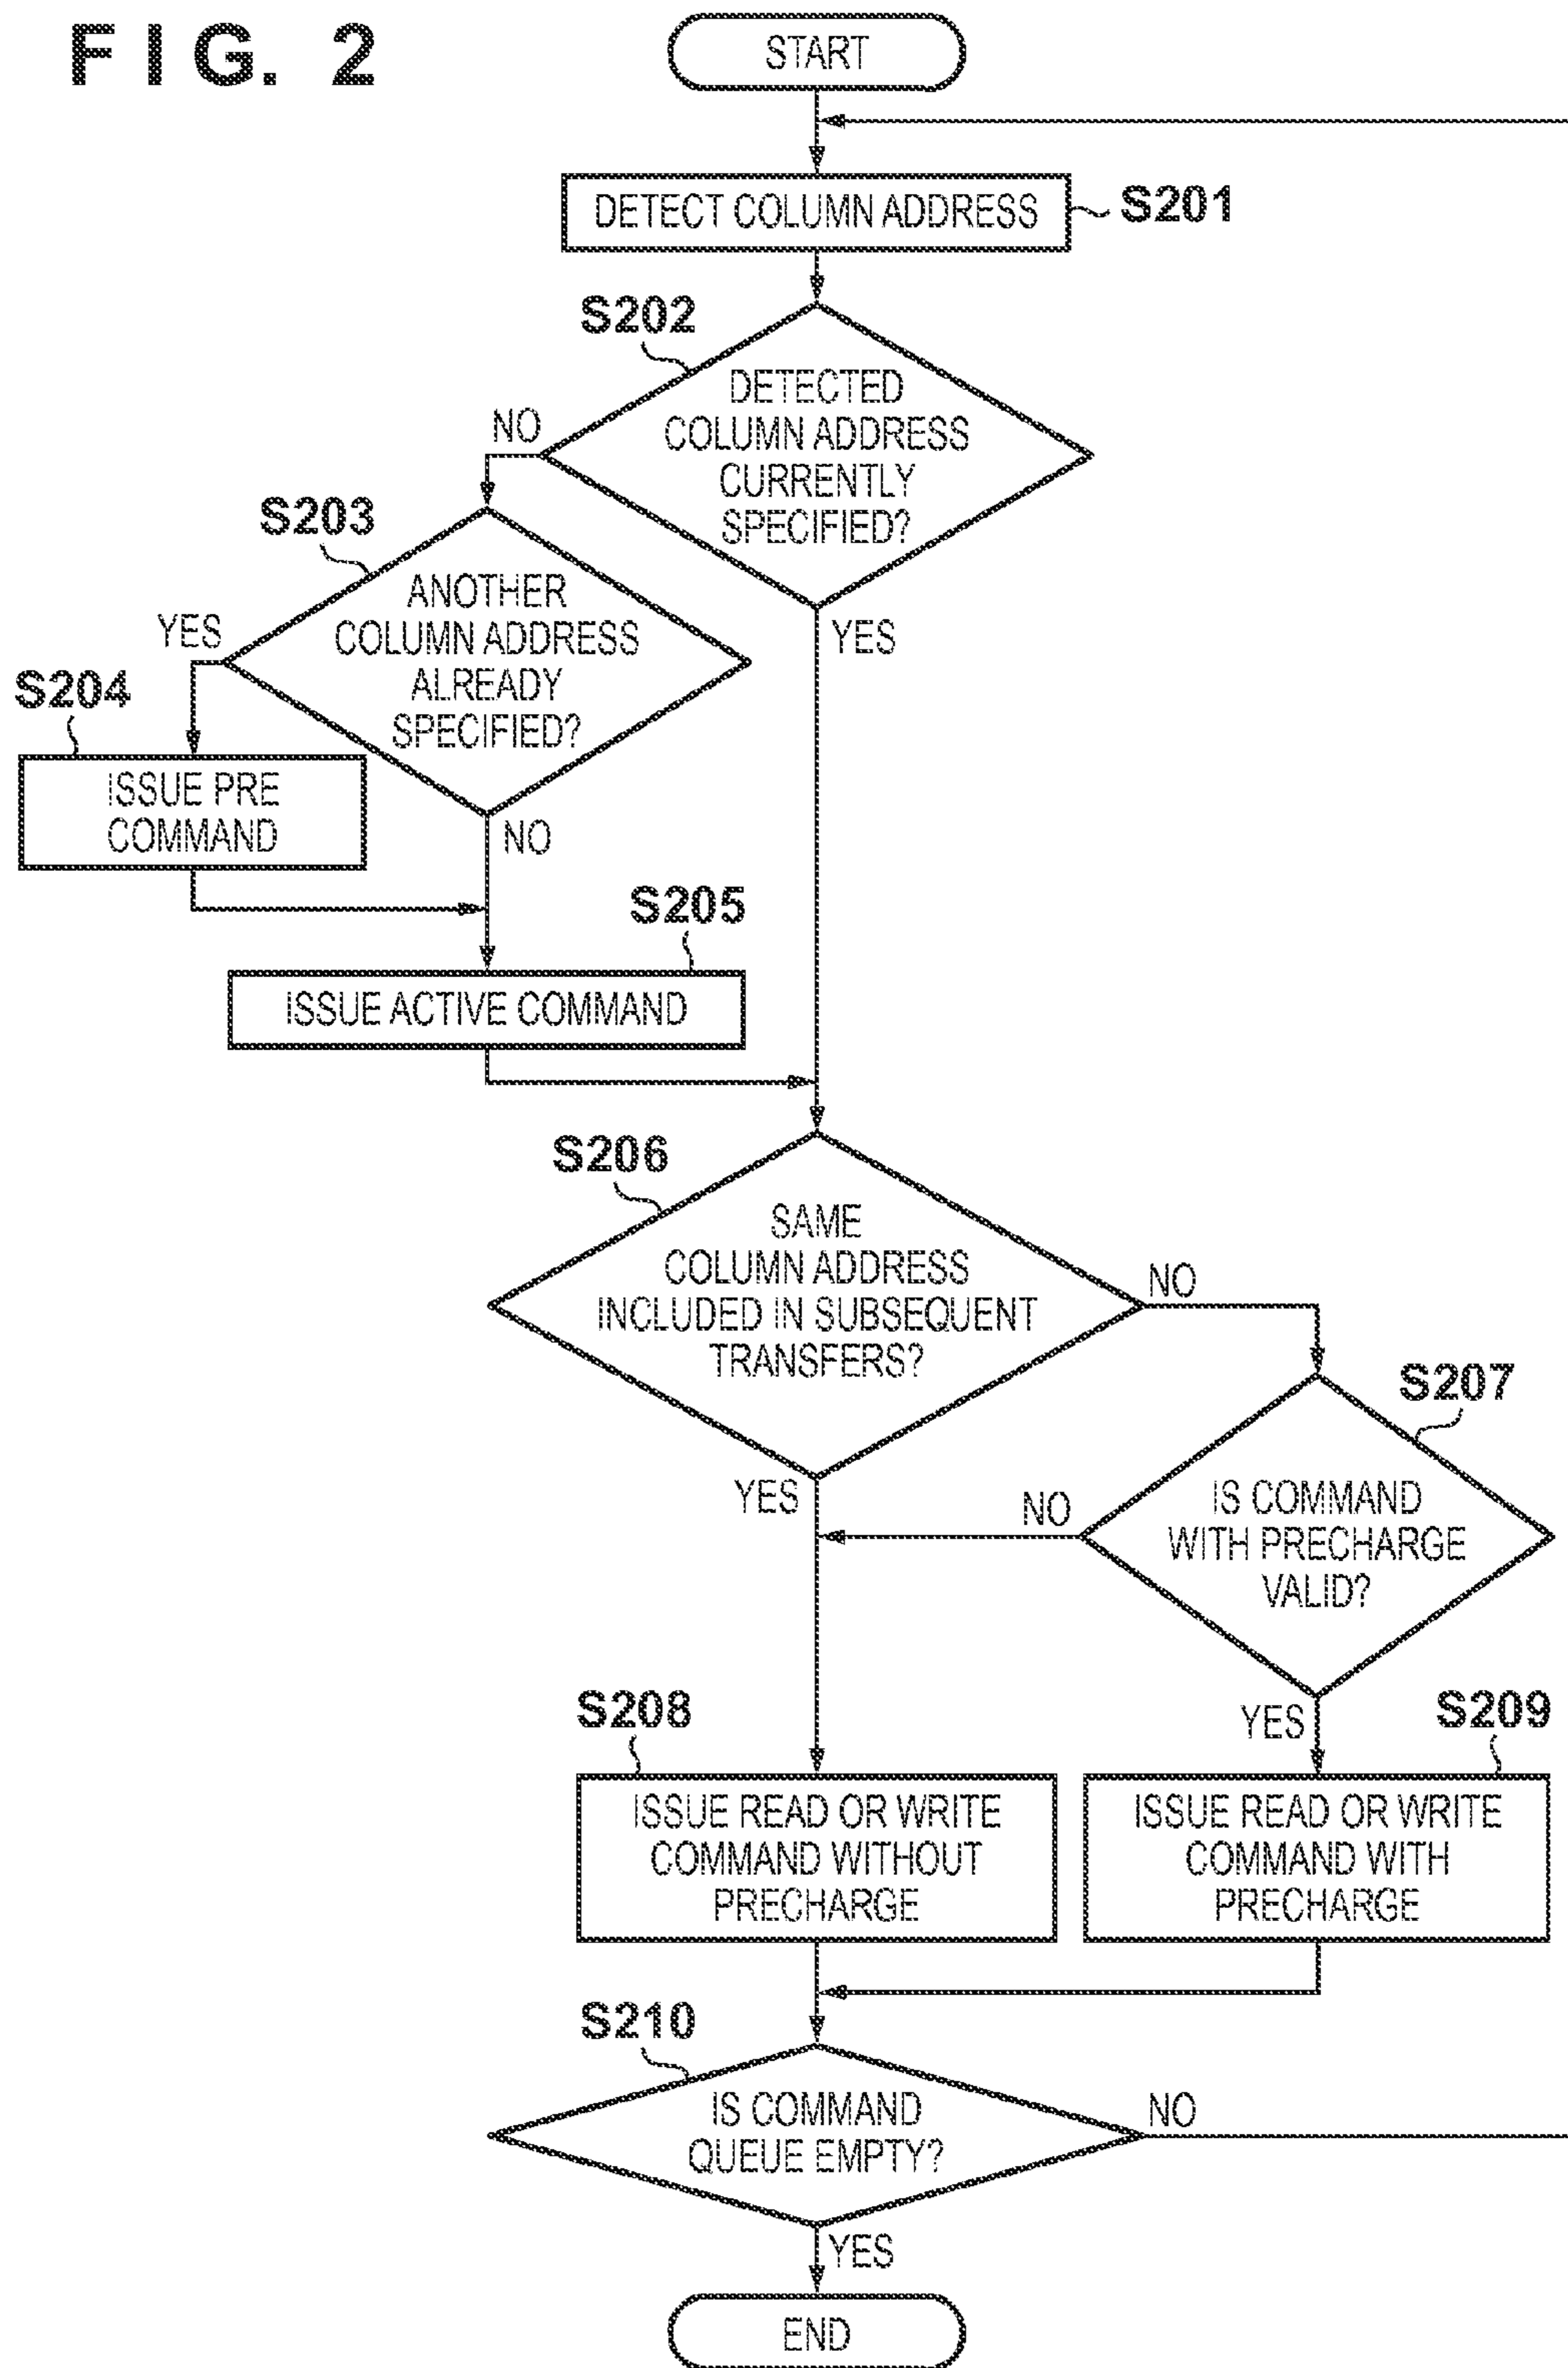 FIG. 2
START
DETECT COLUMN ADDRESS
S201
S202
DETECTED
COLUMN ADDRESS
CURRENTLY
SPECIFIED?
NO
YES
S203
ANOTHER
COLUMN ADDRESS
ALREADY
SPECIFIED?
YES
NO
S204
ISSUE PRE
COMMAND
S205
ISSUE ACTIVE COMMAND
S206
SAME
COLUMN ADDRESS
INCLUDED IN SUBSEQUENT
TRANSFERS?
NO
YES
S207
IS COMMAND
WITH PRECHARGE
VALID?
NO
YES
S208
ISSUE READ OR WRITE
COMMAND WITHOUT
PRECHARGE
S209
ISSUE READ OR WRITE
COMMAND WITH
PRECHARGE
S210
IS COMMAND
QUEUE EMPTY?
NO
YES
END